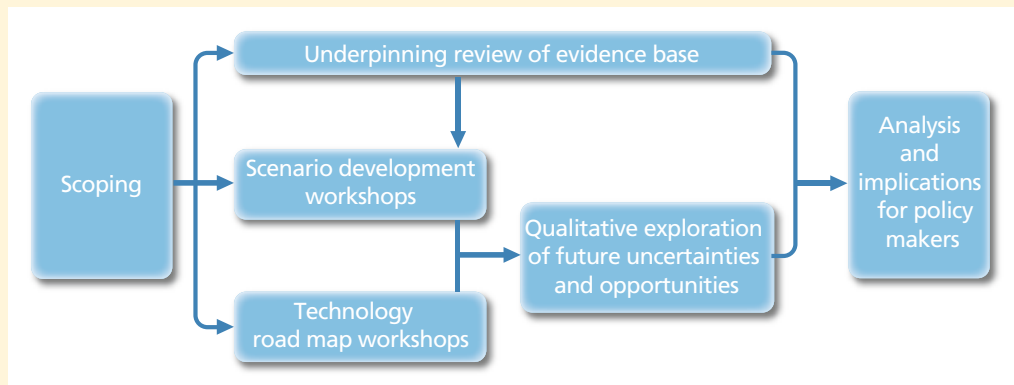 Underpinning review of evidence base
Scoping
Scenario development
workshops
Technology
road map workshops
Qualitative exploration
of future uncertainties
and opportunities
Analysis
and
implications
for policy
makers